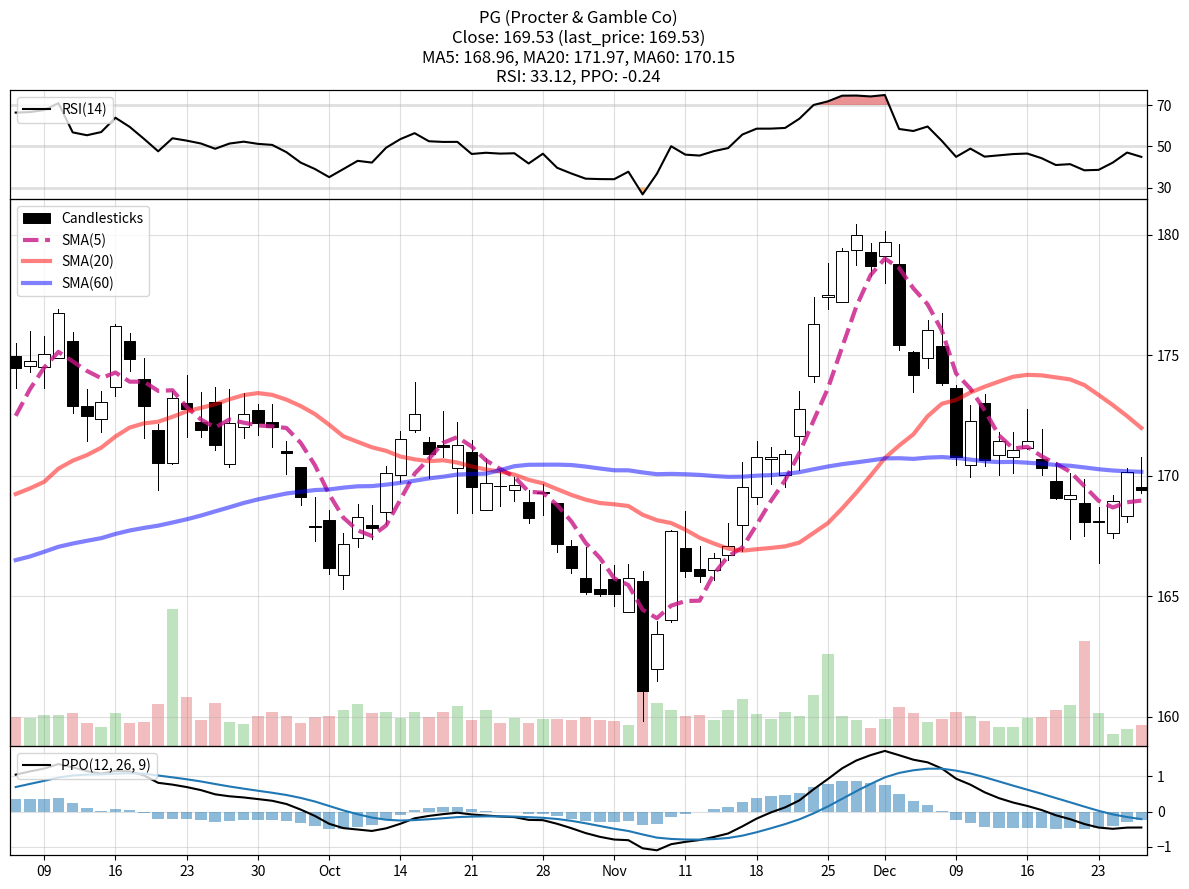 PG (Procter & Gamble Co)
Close: 169.53 (last_price: 169.53)
MA5: 168.96, MA20: 171.97, MA60: 170.15
RSI: 33.12, PPO: -0.24
RSI(14)
70
50
30
Candlesticks
SMA(5)
SMA(20)
SMA(60)
180
175
170
165
160
PPO(12, 26, 9)
1
0
−1
09 16 23 30 Oct 14 21 28 Nov 11 18 25 Dec 09 16 23